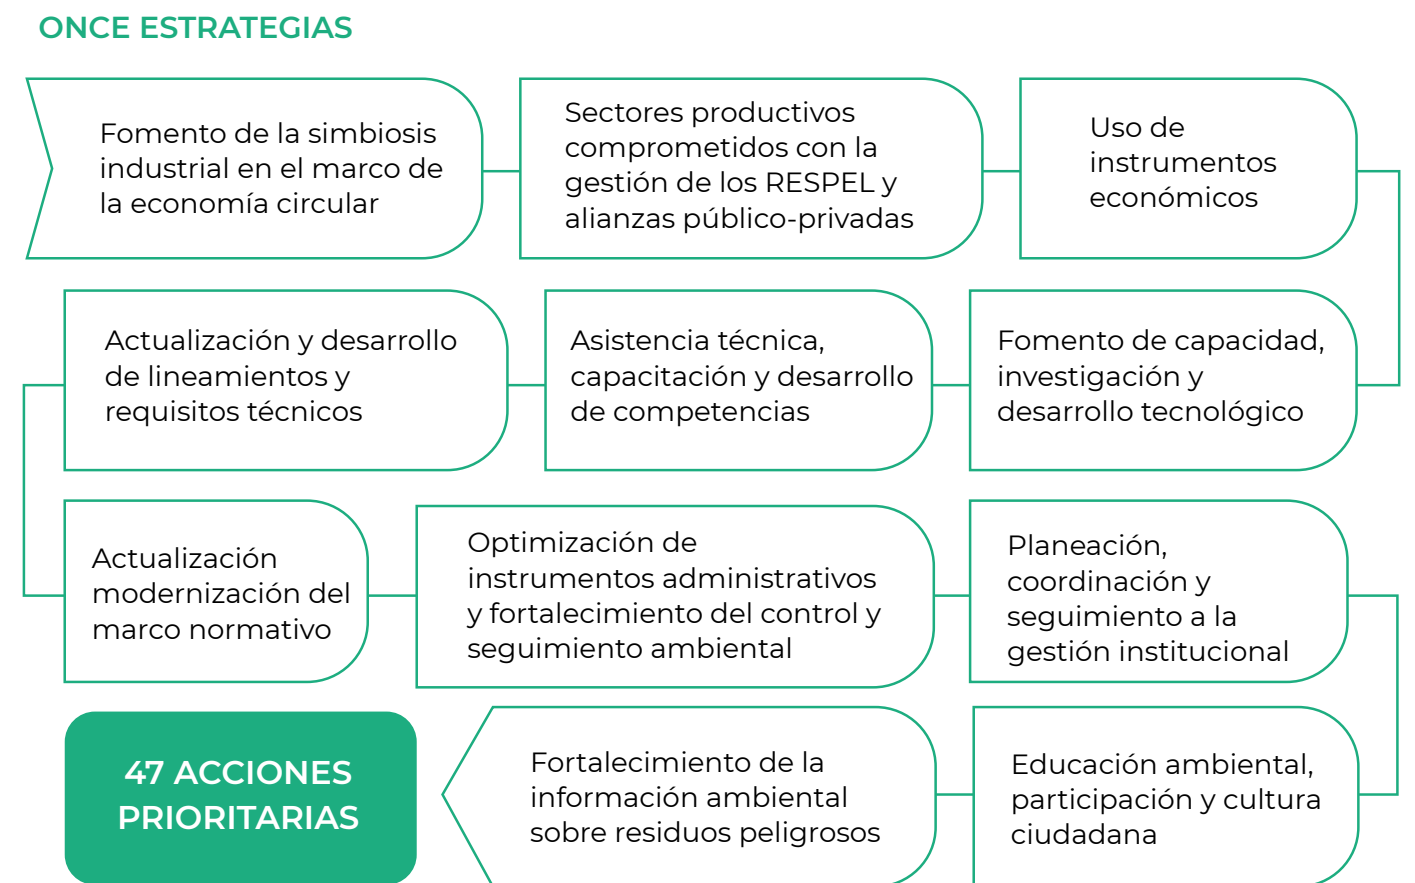 ONCE ESTRATEGIAS
Fomento de la simbiosis
industrial en el marco de
la economía circular
Sectores productivos
comprometidos con la
gestión de los RESPEL y
alianzas público-privadas
Uso de
instrumentos
económicos
Fomento de capacidad,
investigación y
desarrollo tecnológico
Asistencia técnica,
capacitación y desarrollo
de competencias
Actualización y desarrollo
de lineamientos y
requisitos técnicos
Actualización
modernización del
marco normativo
Optimización de
instrumentos administrativos
y fortalecimiento del control y
seguimiento ambiental
Planeación,
coordinación y
seguimiento a la
gestión institucional
Educación ambiental,
participación y cultura
ciudadana
Fortalecimiento de la
información ambiental
sobre residuos peligrosos
47 ACCIONES
PRIORITARIAS